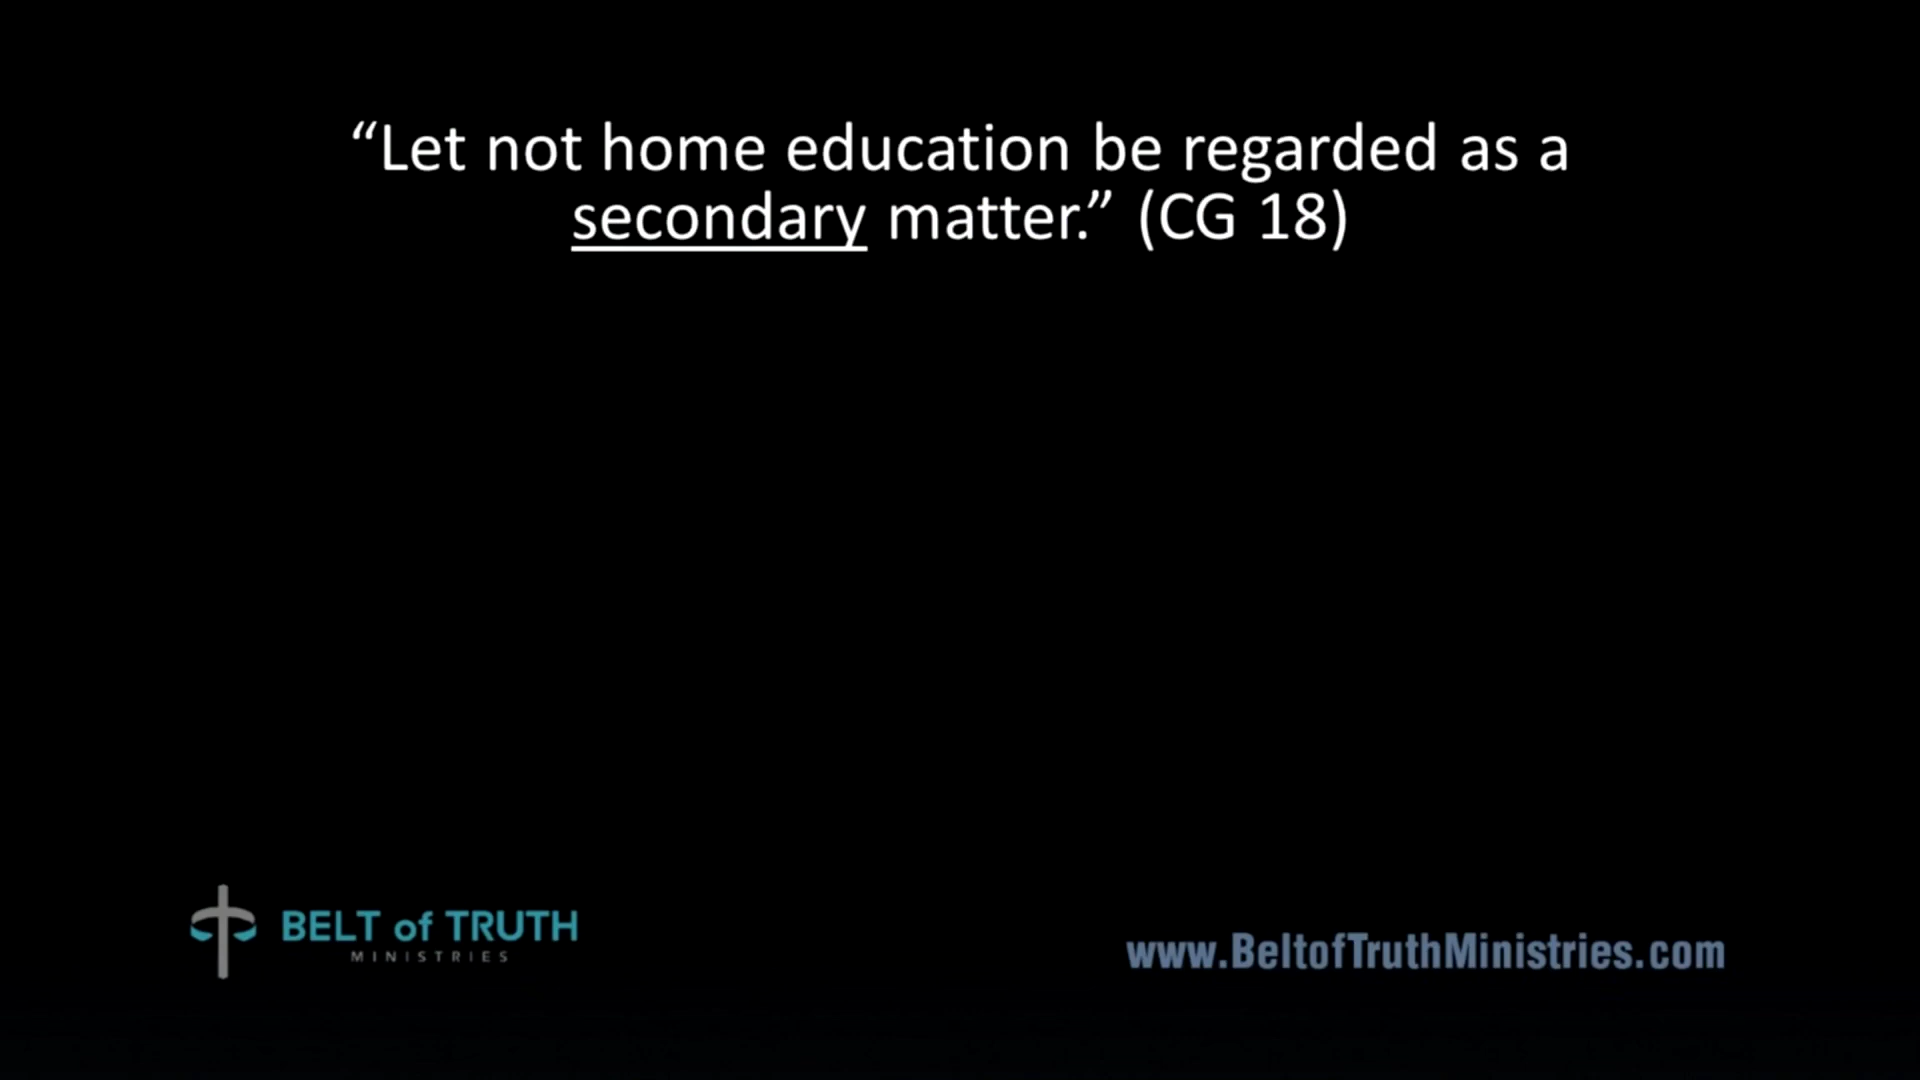 “Let not home education be regarded as a
secondary matter.” (CG 18)
BELT of TRUTH
MINISTRIES
www.BeltofTruthMinistries.com